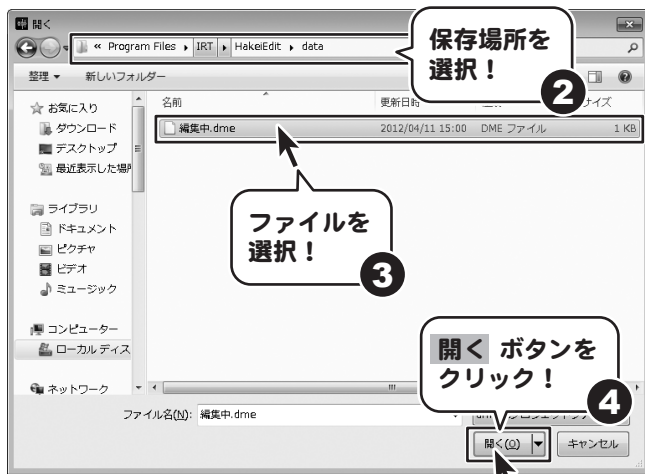 開く
« Program Files ▸ IRT ▸ HakeiEdit ▸ data
保存場所を
選択！
2
整理 ▼ 新しいフォルダー
名前 更新日時 イズ
編集中.dme 2012/04/11 15:00 DME ファイル 1 KB
お気に入り
ダウンロード
デスクトップ
最近表示した場所
ファイルを
選択！
3
ライブラリ
ドキュメント
ピクチャ
ビデオ
ミュージック
コンピューター
ローカル ディス
ネットワーク
開く ボタンを
クリック！
4
ファイル名(N): 編集中.dme
開く(O) キャンセル